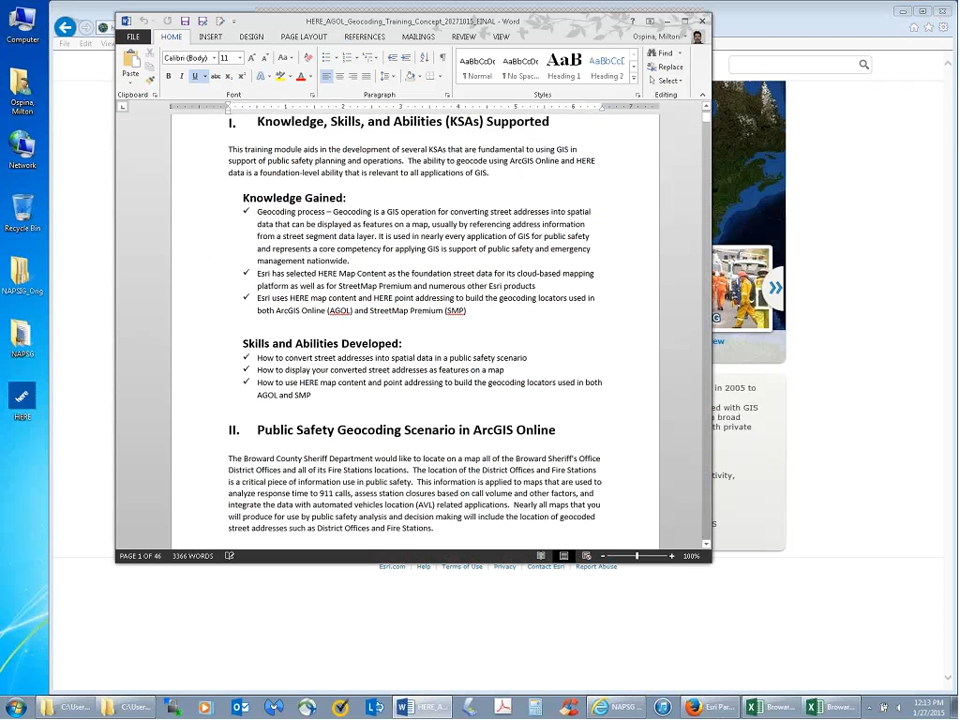 HERE_AGOL_Geocoding_Training_Concept_20271015_FINAL - Word
FILE HOME INSERT DESIGN PAGE LAYOUT REFERENCES MAILINGS REVIEW VIEW Ospina, Milton
Paste
Calibri (Body) 11
B I U abc
AaBbCcDc AaBbCcDc AaB AaBbCcDc
¶ Normal ¶ No Spac... Heading 1 Heading 2
Find
Replace
Select
Clipboard Font Paragraph Styles Editing
Computer
Ospina, Milton
Network
Recycle Bin
NAPSG_Orig
NAPSG
HERE
File Edit
I. Knowledge, Skills, and Abilities (KSAs) Supported
This training module aids in the development of several KSAs that are fundamental to using GIS in
support of public safety planning and operations. The ability to geocode using ArcGIS Online and HERE
data is a foundation-level ability that is relevant to all applications of GIS.
Knowledge Gained:
✓ Geocoding process – Geocoding is a GIS operation for converting street addresses into spatial
data that can be displayed as features on a map, usually by referencing address information
from a street segment data layer. It is used in nearly every application of GIS for public safety
and represents a core competency for applying GIS is support of public safety and emergency
management nationwide.
✓ Esri has selected HERE Map Content as the foundation street data for its cloud-based mapping
platform as well as for StreetMap Premium and numerous other Esri products
✓ Esri uses HERE map content and HERE point addressing to build the geocoding locators used in
both ArcGIS Online (AGOL) and StreetMap Premium (SMP)
Skills and Abilities Developed:
✓ How to convert street addresses into spatial data in a public safety scenario
✓ How to display your converted street addresses as features on a map
✓ How to use HERE map content and point addressing to build the geocoding locators used in both
AGOL and SMP
II. Public Safety Geocoding Scenario in ArcGIS Online
The Broward County Sheriff Department would like to locate on a map all of the Broward Sheriff's Office
District Offices and all of its Fire Stations locations. The location of the District Offices and Fire Stations
is a critical piece of information use in public safety. This information is applied to maps that are used to
analyze response time to 911 calls, assess station closures based on call volume and other factors, and
integrate the data with automated vehicles location (AVL) related applications. Nearly all maps that you
will produce for use by public safety analysis and decision making will include the location of geocoded
street addresses such as District Offices and Fire Stations.
PAGE 1 OF 46 3366 WORDS 100%
G
ew
d in 2005 to
ed with GIS
a broad
ith private
tivity,
s
Esri.com Help Terms of Use Privacy Contact Esri Report Abuse
C:\User... C:\User... HERE_A... NAPSG ... Esri Par... Browar... Browar...
12:13 PM
1/27/2015